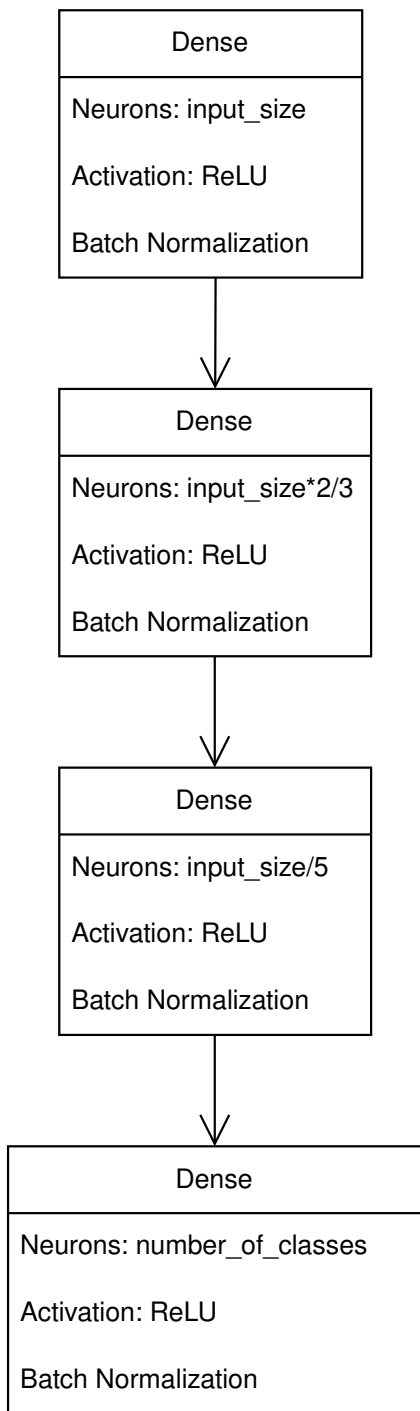 Dense
Neurons: input_size
Activation: ReLU
Batch Normalization
Dense
Neurons: input_size*2/3
Activation: ReLU
Batch Normalization
Dense
Neurons: input_size/5
Activation: ReLU
Batch Normalization
Dense
Neurons: number_of_classes
Activation: ReLU
Batch Normalization